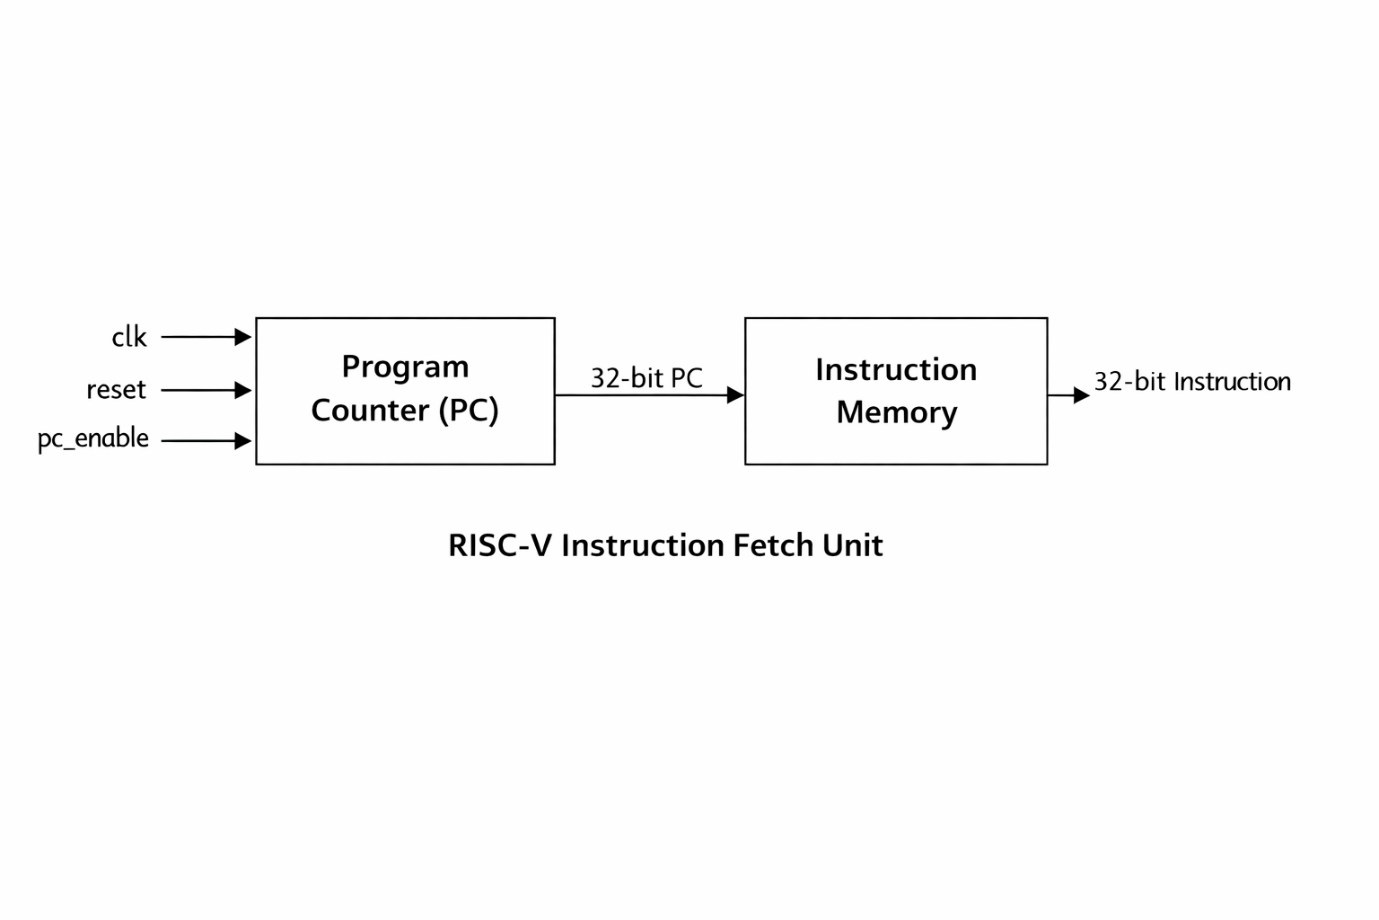 clk
reset
pc_enable
Program
Counter (PC)
32-bit PC
Instruction
Memory
32-bit Instruction
RISC-V Instruction Fetch Unit